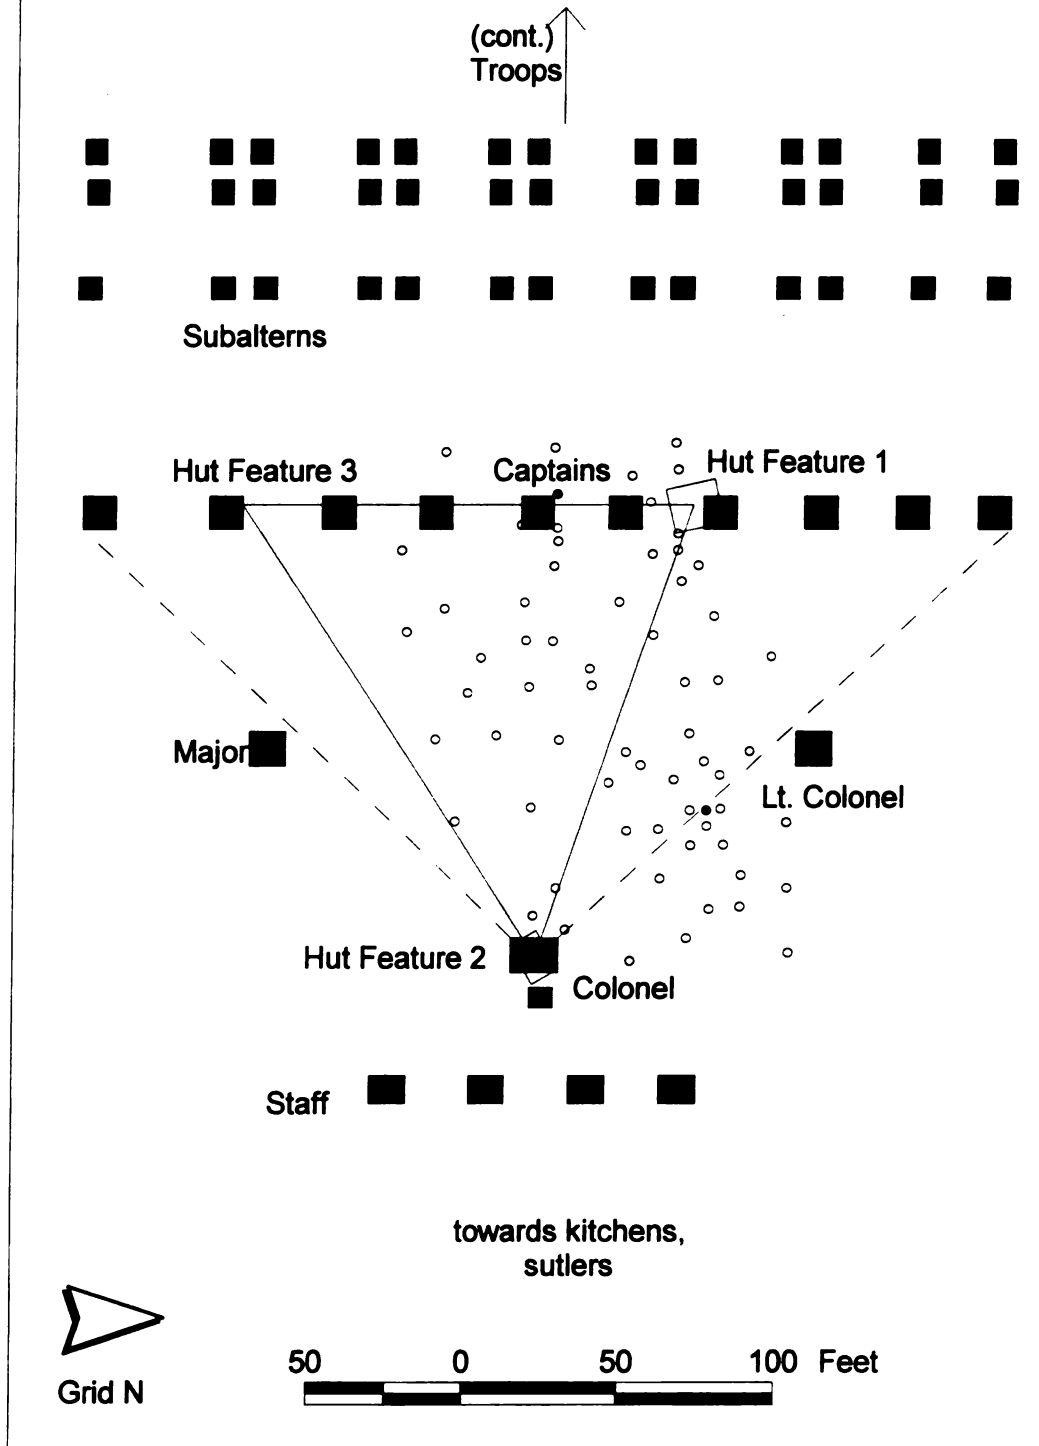 (cont.)
Troops
Subalterns
Hut Feature 3
Captains
Hut Feature 1
Major
Lt. Colonel
Hut Feature 2
Colonel
Staff
towards kitchens,
sutlers
50 0 50 100 Feet
Grid N